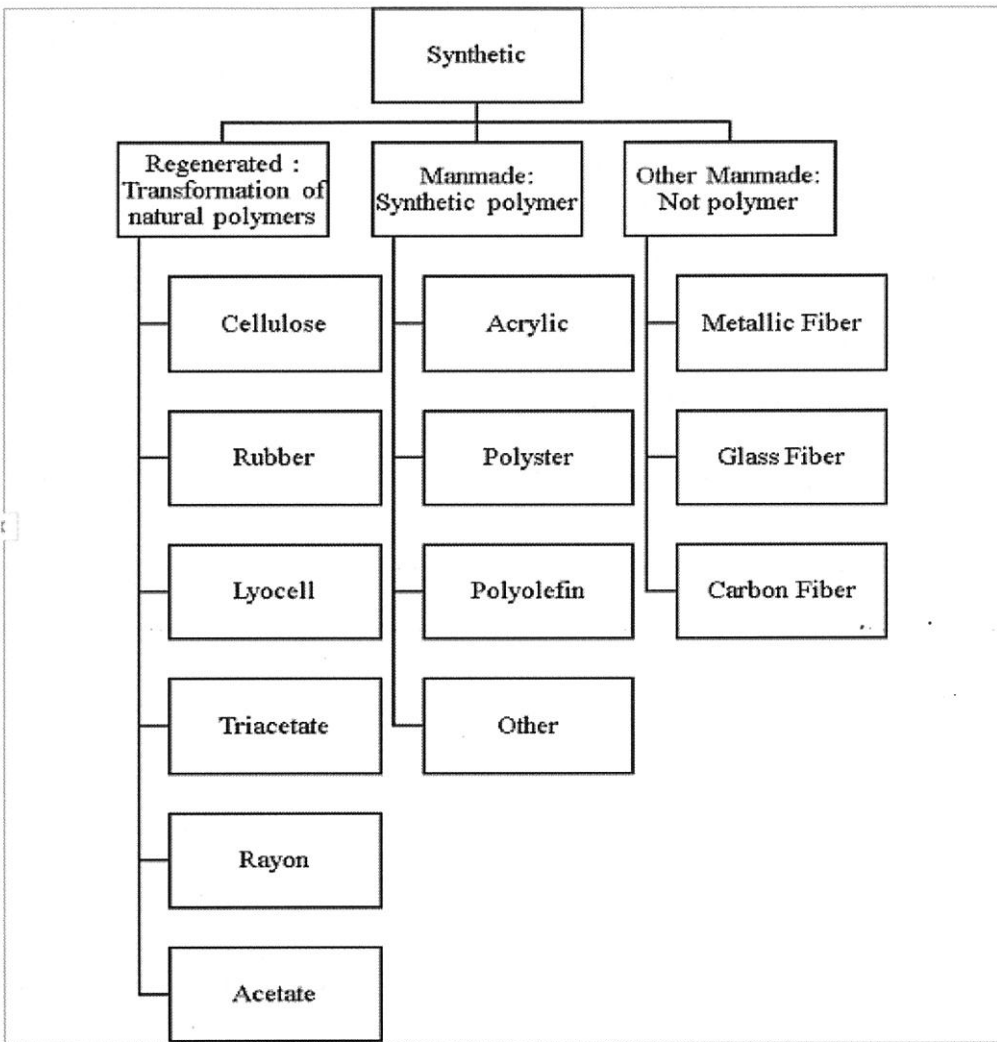 Synthetic
Regenerated :
Transformation of
natural polymers
Manmade:
Synthetic polymer
Other Manmade:
Not polymer
Cellulose
Rubber
Lyocell
Triacetate
Rayon
Acetate
Acrylic
Polyster
Polyolefin
Other
Metallic Fiber
Glass Fiber
Carbon Fiber